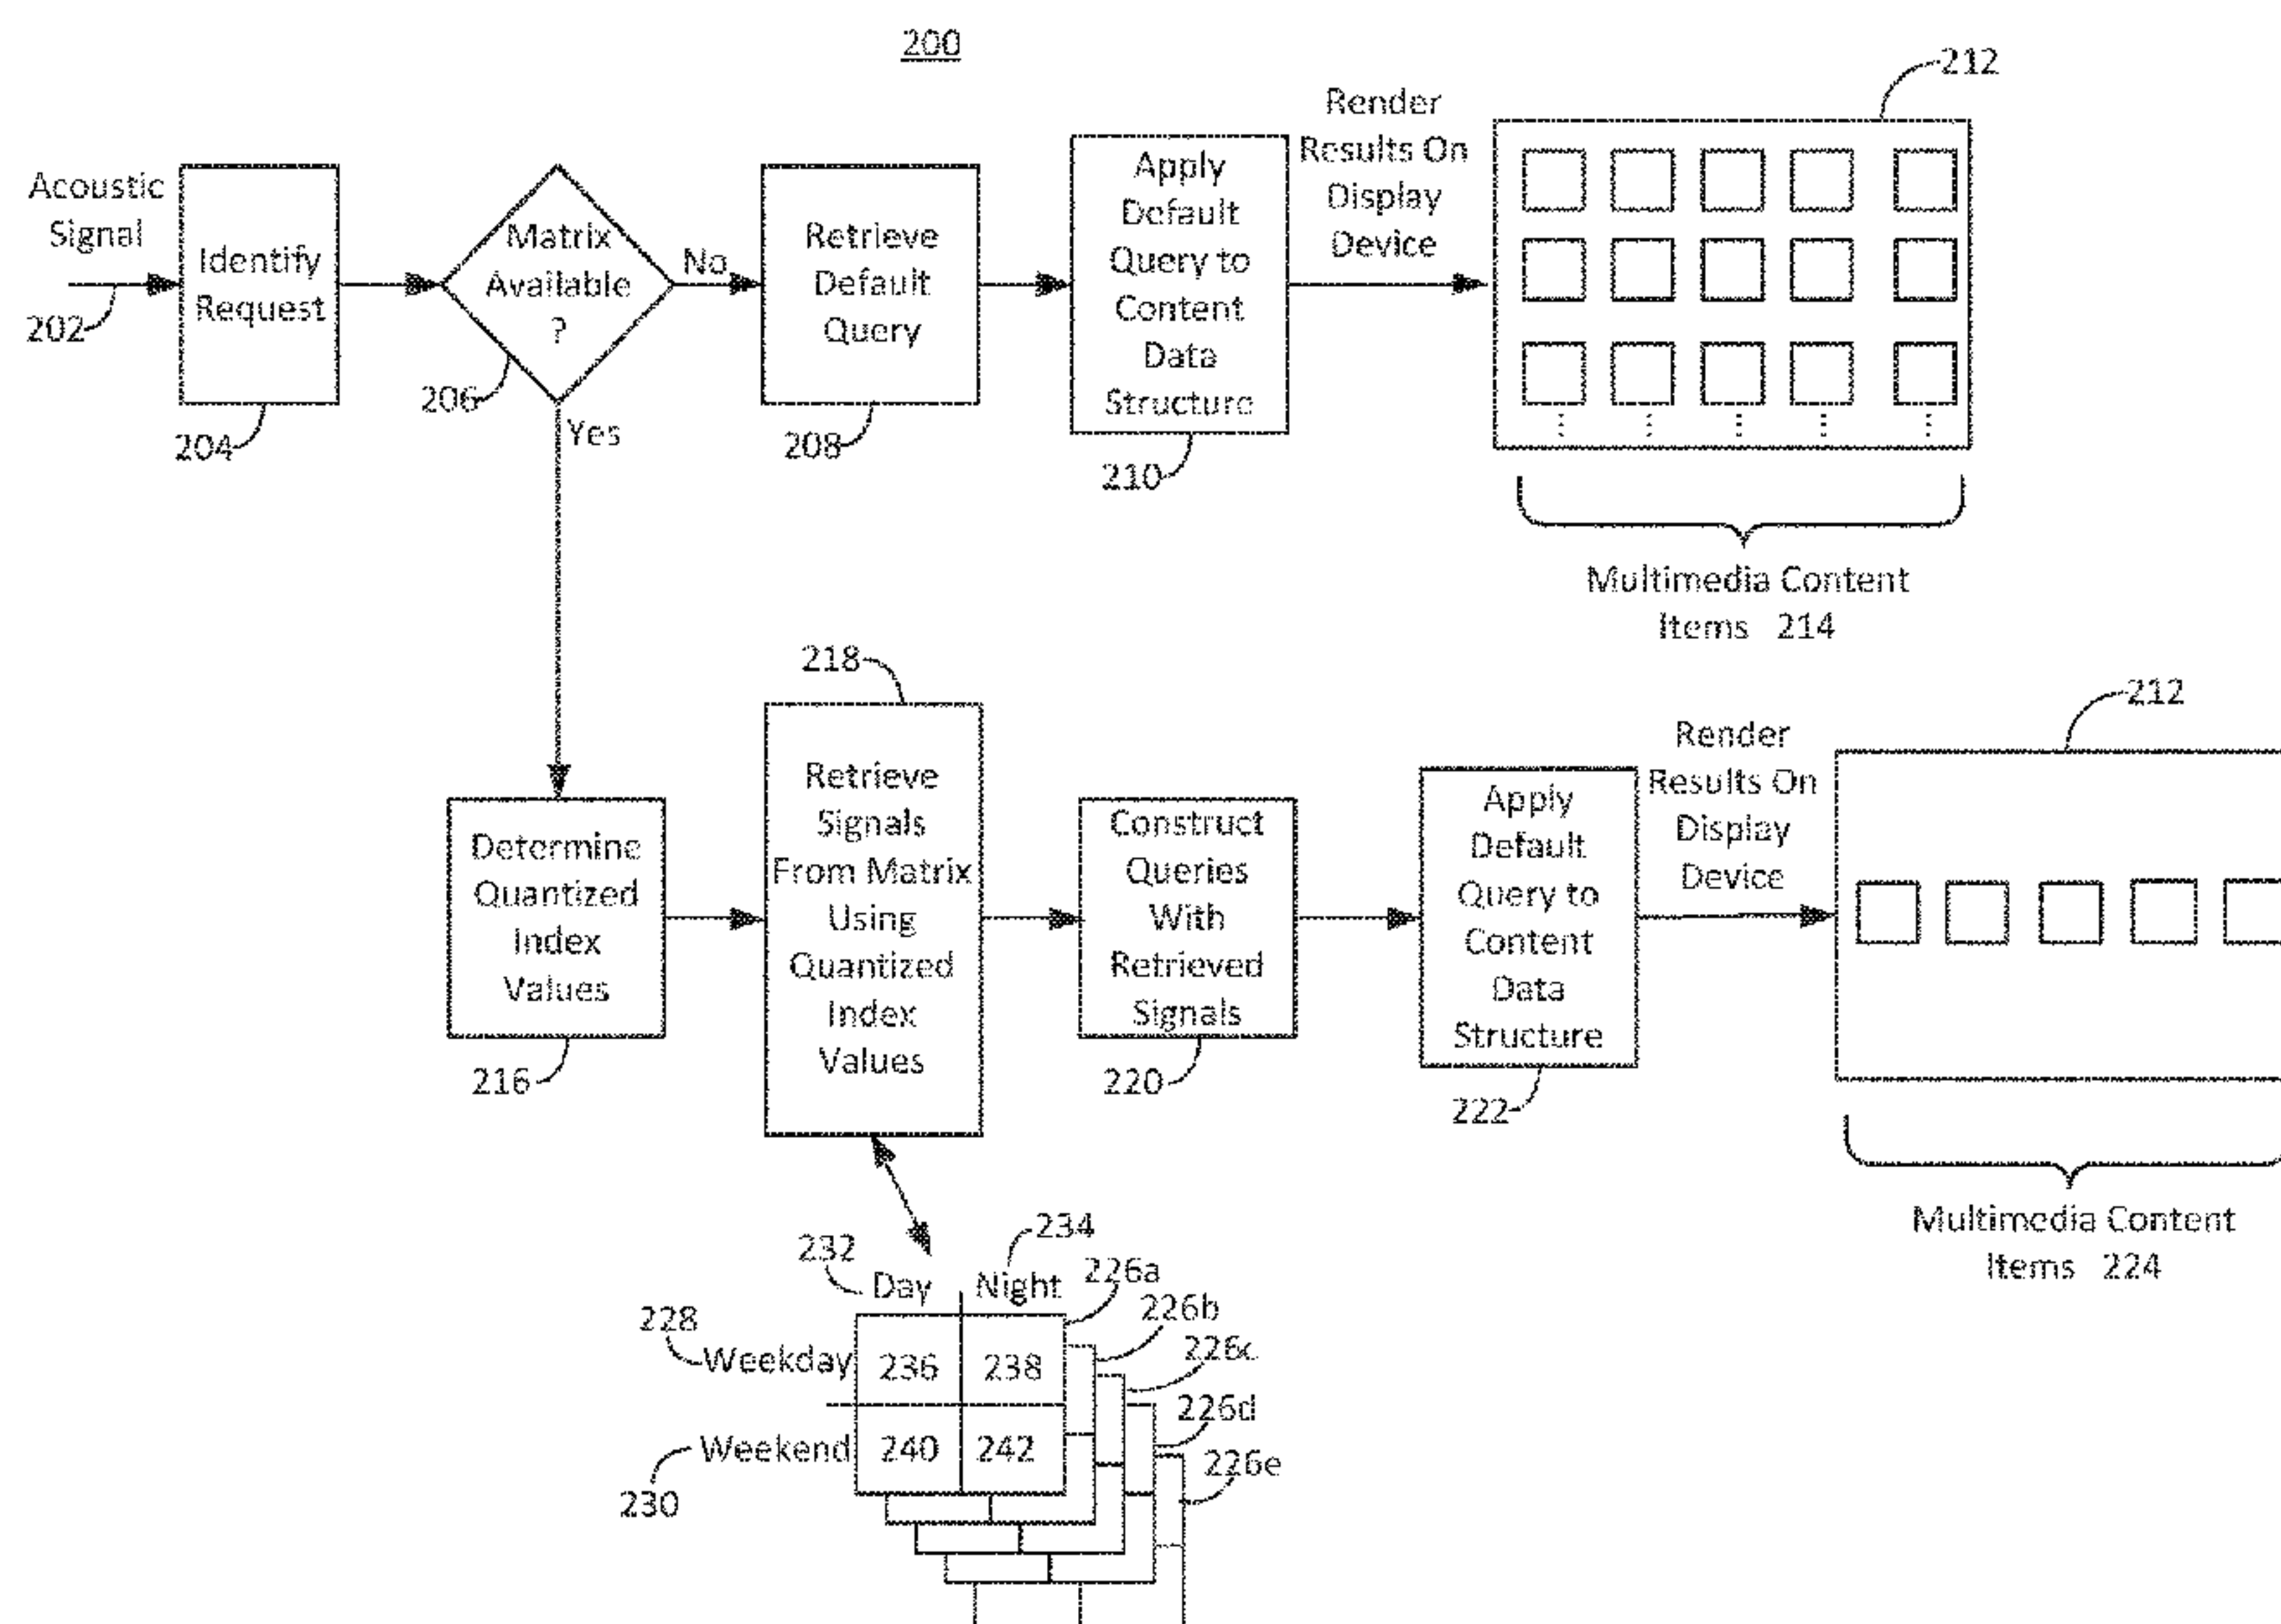 200
212
Acoustic
Signal
202
Identify
Request
204
Matrix
Available
?
206
No
Yes
Retrieve
Default
Query
208
Apply
Default
Query to
Content
Data
Structure
210
Render
Results On
Display
Device
Multimedia Content
Items 214
218
212
Determine
Quantized
Index
Values
216
Retrieve
Signals
From Matrix
Using
Quantized
Index
Values
Construct
Queries
With
Retrieved
Signals
220
Apply
Default
Query to
Content
Data
Structure
222
Render
Results On
Display
Device
Multimedia Content
Items 224
232
234
Day
Night
226a
226b
226c
226d
226e
228
Weekday
236
238
Weekend
240
242
230